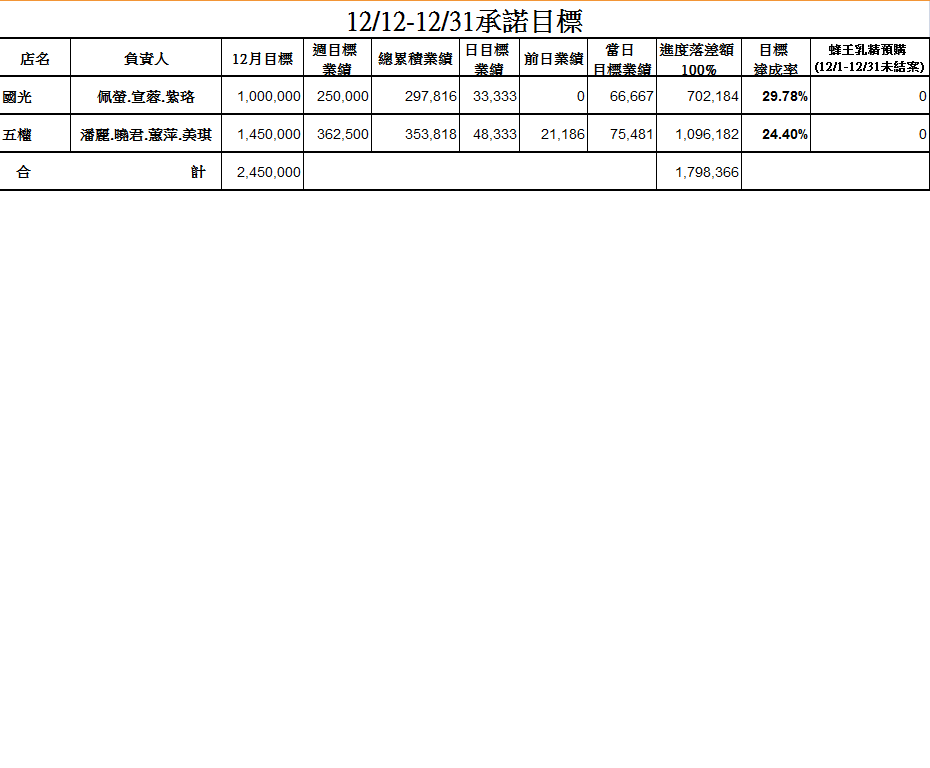 12/12-12/31承諾目標
店名 負責人 12月目標 週目標業績 總累積業績 日目標業績 前日業績 當日目標業績 進度落差額100% 目標達成率 蜂王乳精預購(12/1-12/31未結案)
國光 佩螢.宣蓉.紫珞 1,000,000 250,000 297,816 33,333 0 66,667 702,184 29.78% 0
五權 潘麗.曉君.蕙萍.美琪 1,450,000 362,500 353,818 48,333 21,186 75,481 1,096,182 24.40% 0
合計 2,450,000 1,798,366